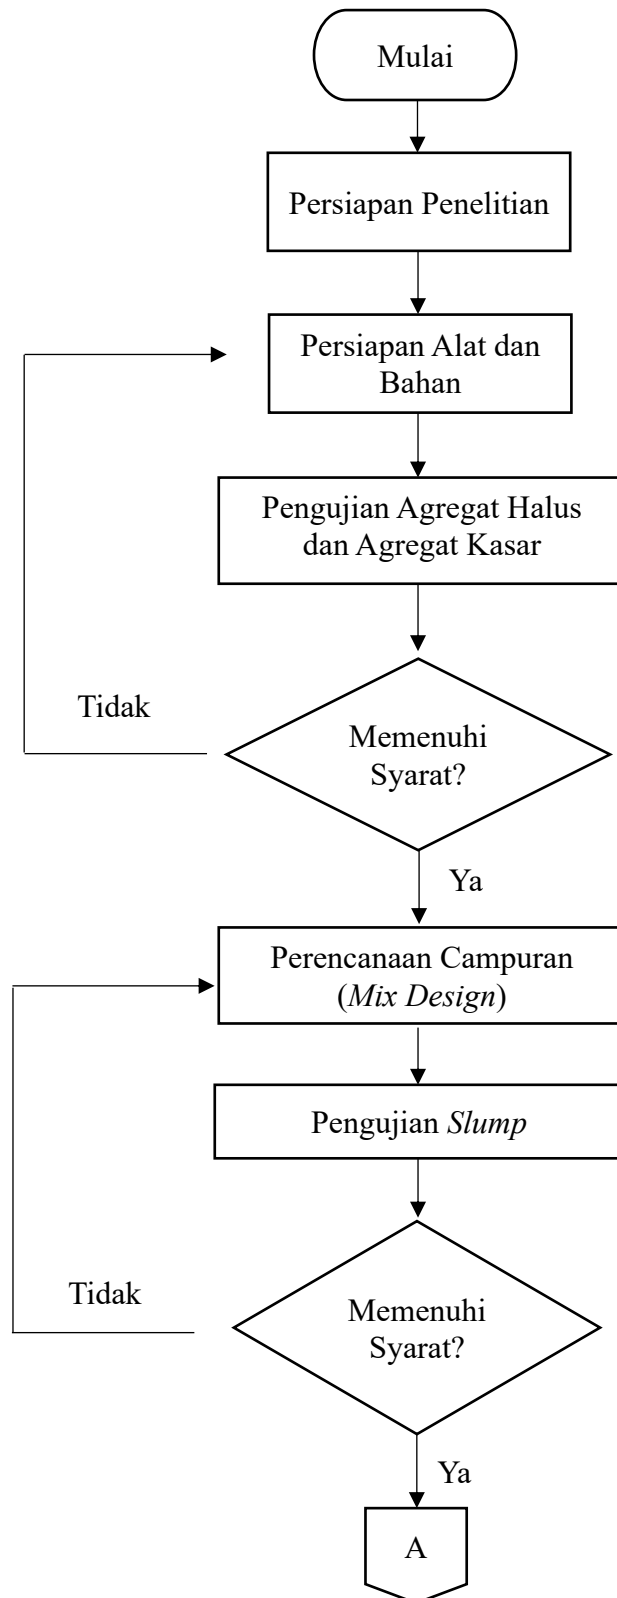 Mulai
Persiapan Penelitian
Persiapan Alat dan
Bahan
Pengujian Agregat Halus
dan Agregat Kasar
Tidak
Memenuhi
Syarat?
Ya
Perencanaan Campuran
(Mix Design)
Pengujian Slump
Tidak
Memenuhi
Syarat?
Ya
A